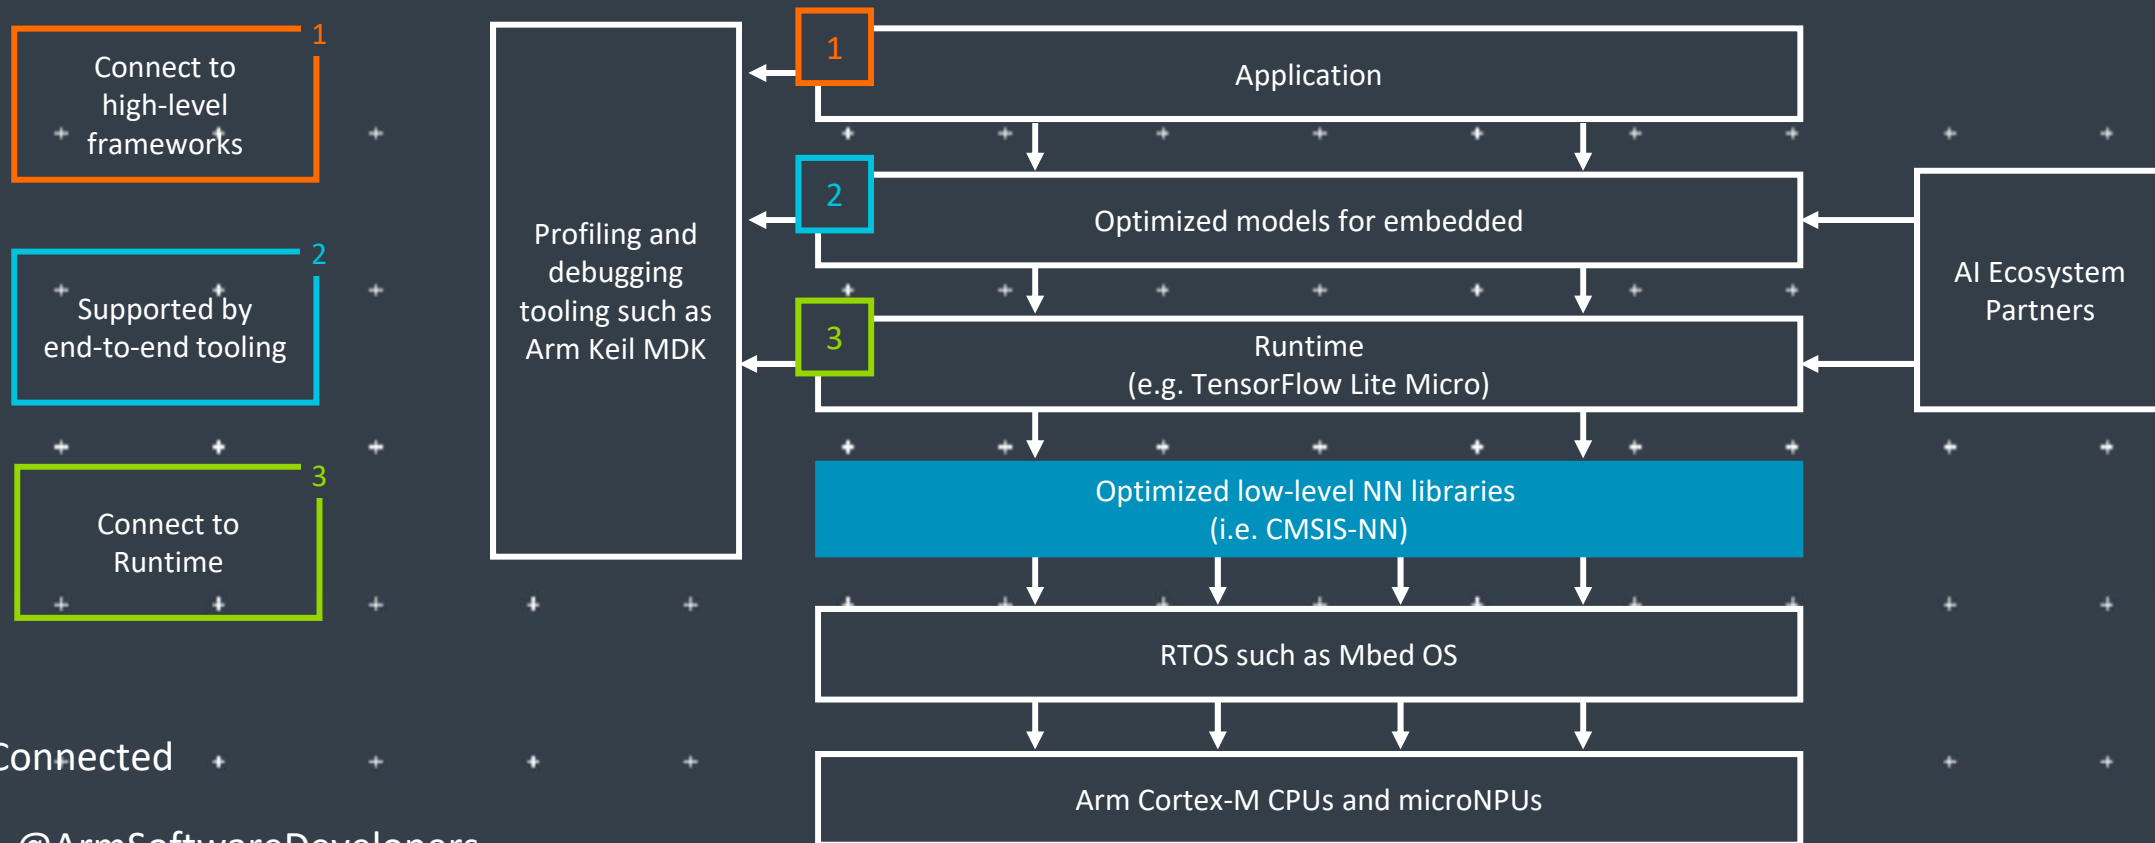 1
Connect to
high-level
frameworks
2
Supported by
end-to-end tooling
3
Connect to
Runtime
Profiling and
debugging
tooling such as
Arm Keil MDK
1
Application
2
Optimized models for embedded
3
Runtime
(e.g. TensorFlow Lite Micro)
Optimized low-level NN libraries
(i.e. CMSIS-NN)
RTOS such as Mbed OS
Arm Cortex-M CPUs and microNPUs
AI Ecosystem
Partners
Connected
@ArmSoftwareDevelopers